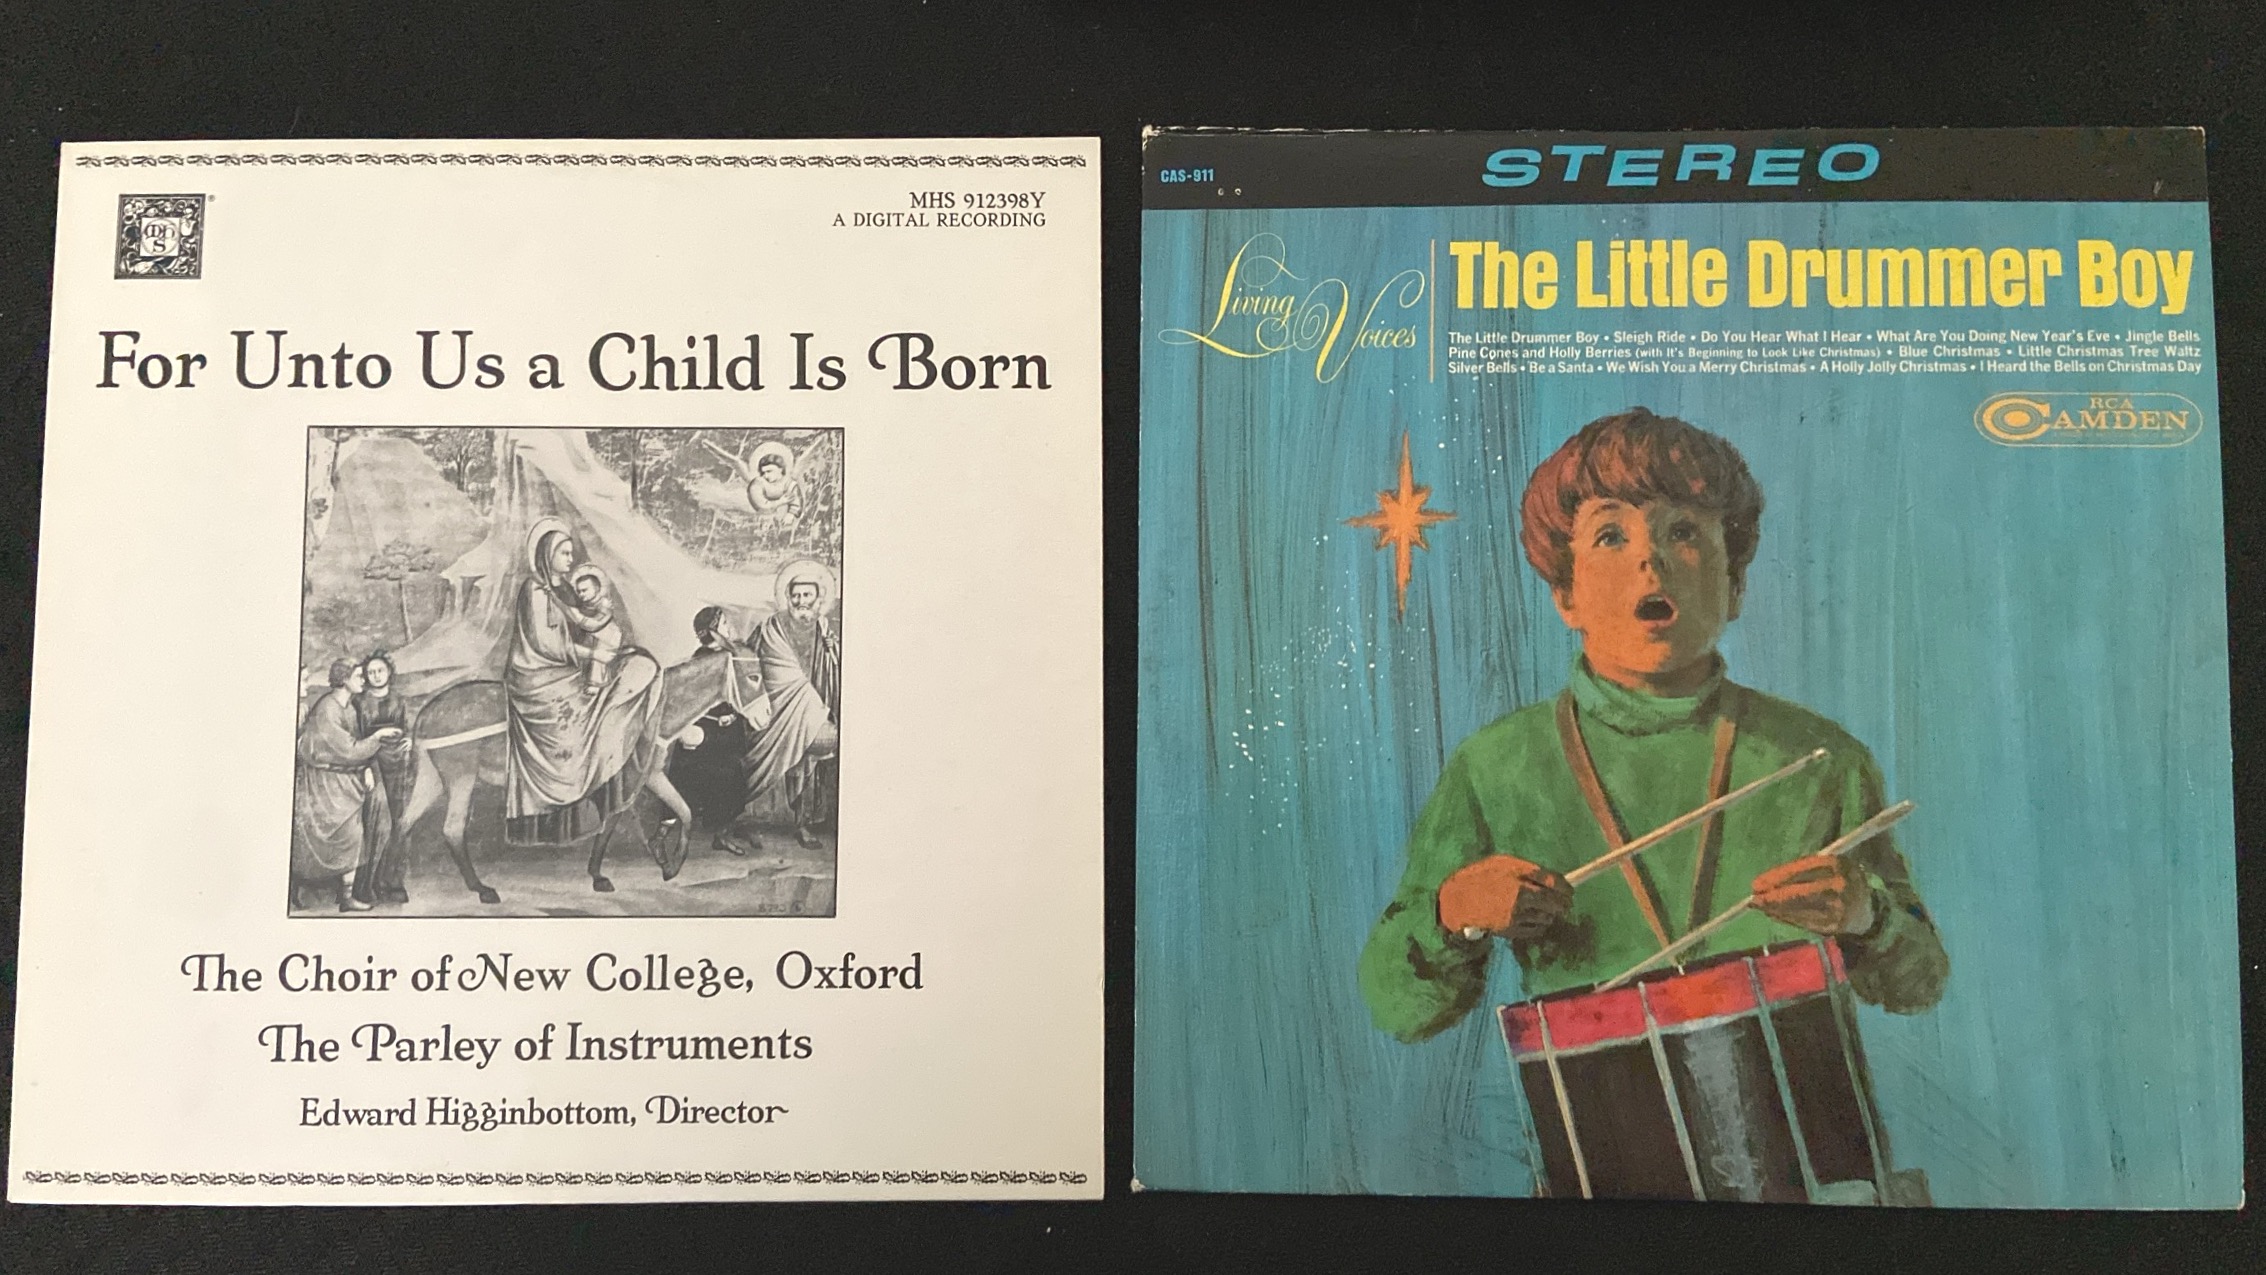 MHS
MHS 912398Y
A DIGITAL RECORDING
For Unto Us a Child Is Born
The Choir of New College, Oxford
The Parley of Instruments
Edward Higginbottom, Director
CAS-911
STEREO
Living Voices
The Little Drummer Boy
The Little Drummer Boy • Sleigh Ride • Do You Hear What I Hear • What Are You Doing New Year's Eve • Jingle Bells
Pine Cones and Holly Berries (with It's Beginning to Look Like Christmas) • Blue Christmas • Little Christmas Tree Waltz
Silver Bells • Be a Santa • We Wish You a Merry Christmas • A Holly Jolly Christmas • I Heard the Bells on Christmas Day
RCA
CAMDEN